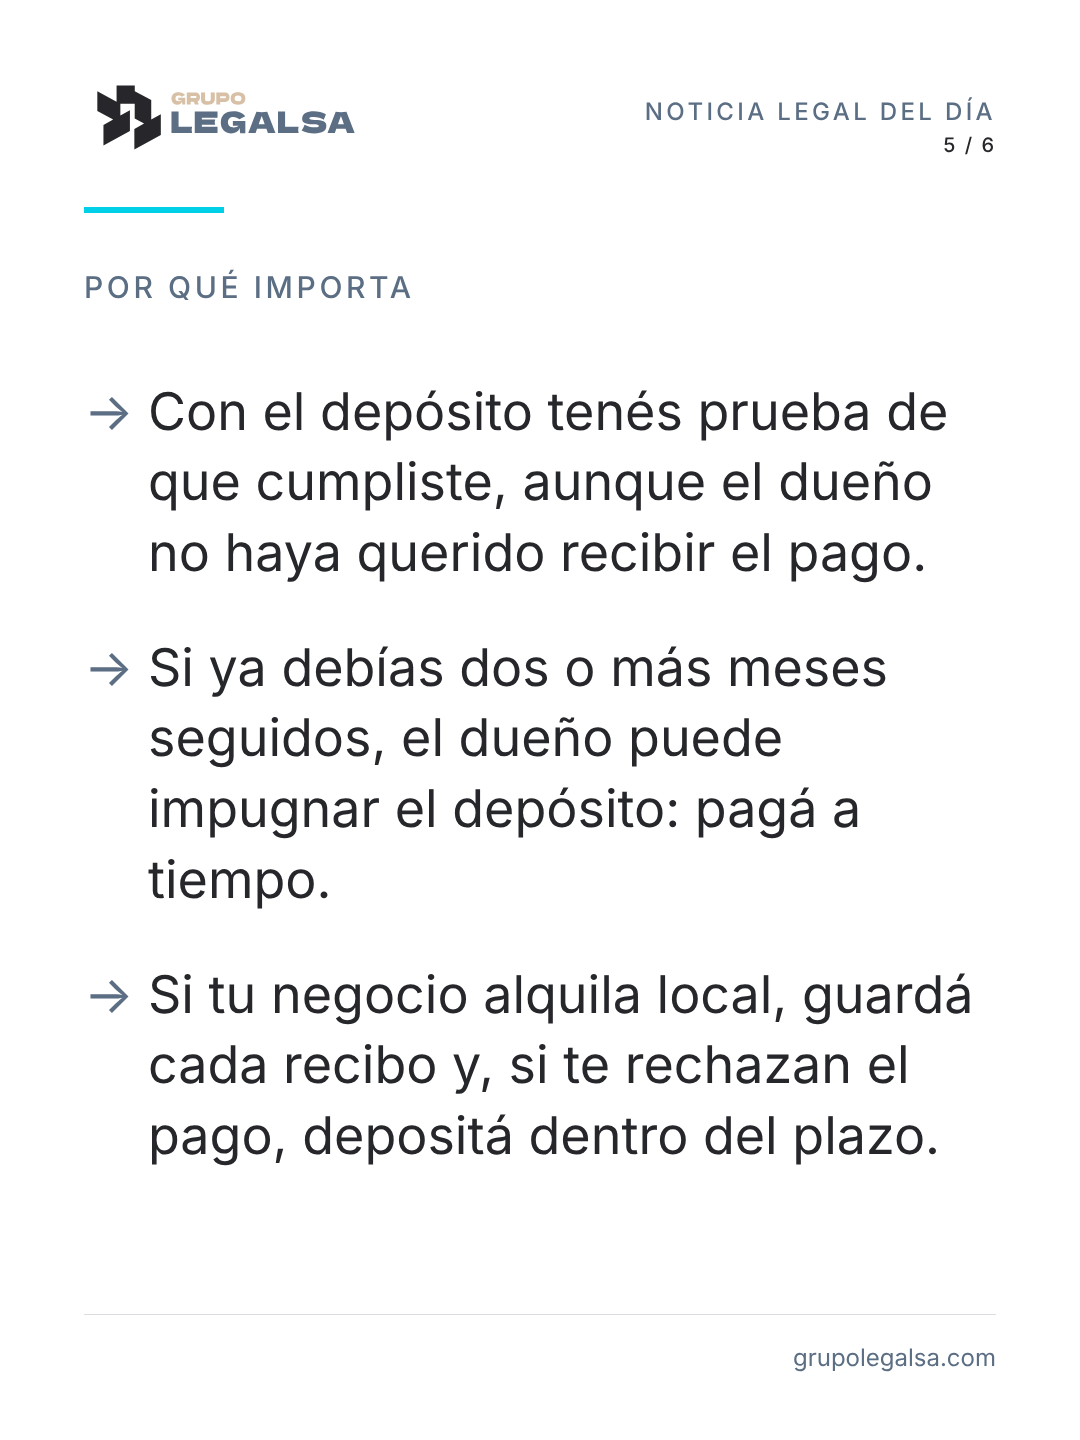 GRUPO
LEGALSA
NOTICIA LEGAL DEL DÍA
5 / 6
POR QUÉ IMPORTA
→ Con el depósito tenés prueba de
que cumpliste, aunque el dueño
no haya querido recibir el pago.
→ Si ya debías dos o más meses
seguidos, el dueño puede
impugnar el depósito: pagá a
tiempo.
→ Si tu negocio alquila local, guardá
cada recibo y, si te rechazan el
pago, depositá dentro del plazo.
grupolegalsa.com